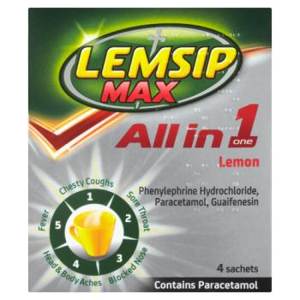 LEMSIP
MAX
All in 1
one
Lemon
Phenylephrine Hydrochloride,
Paracetamol, Guaifenesin
Chesty Coughs
Sore Throat
Blocked Nose
Head & Body Aches
Fever
1
2
3
4
5
4 sachets
Contains Paracetamol